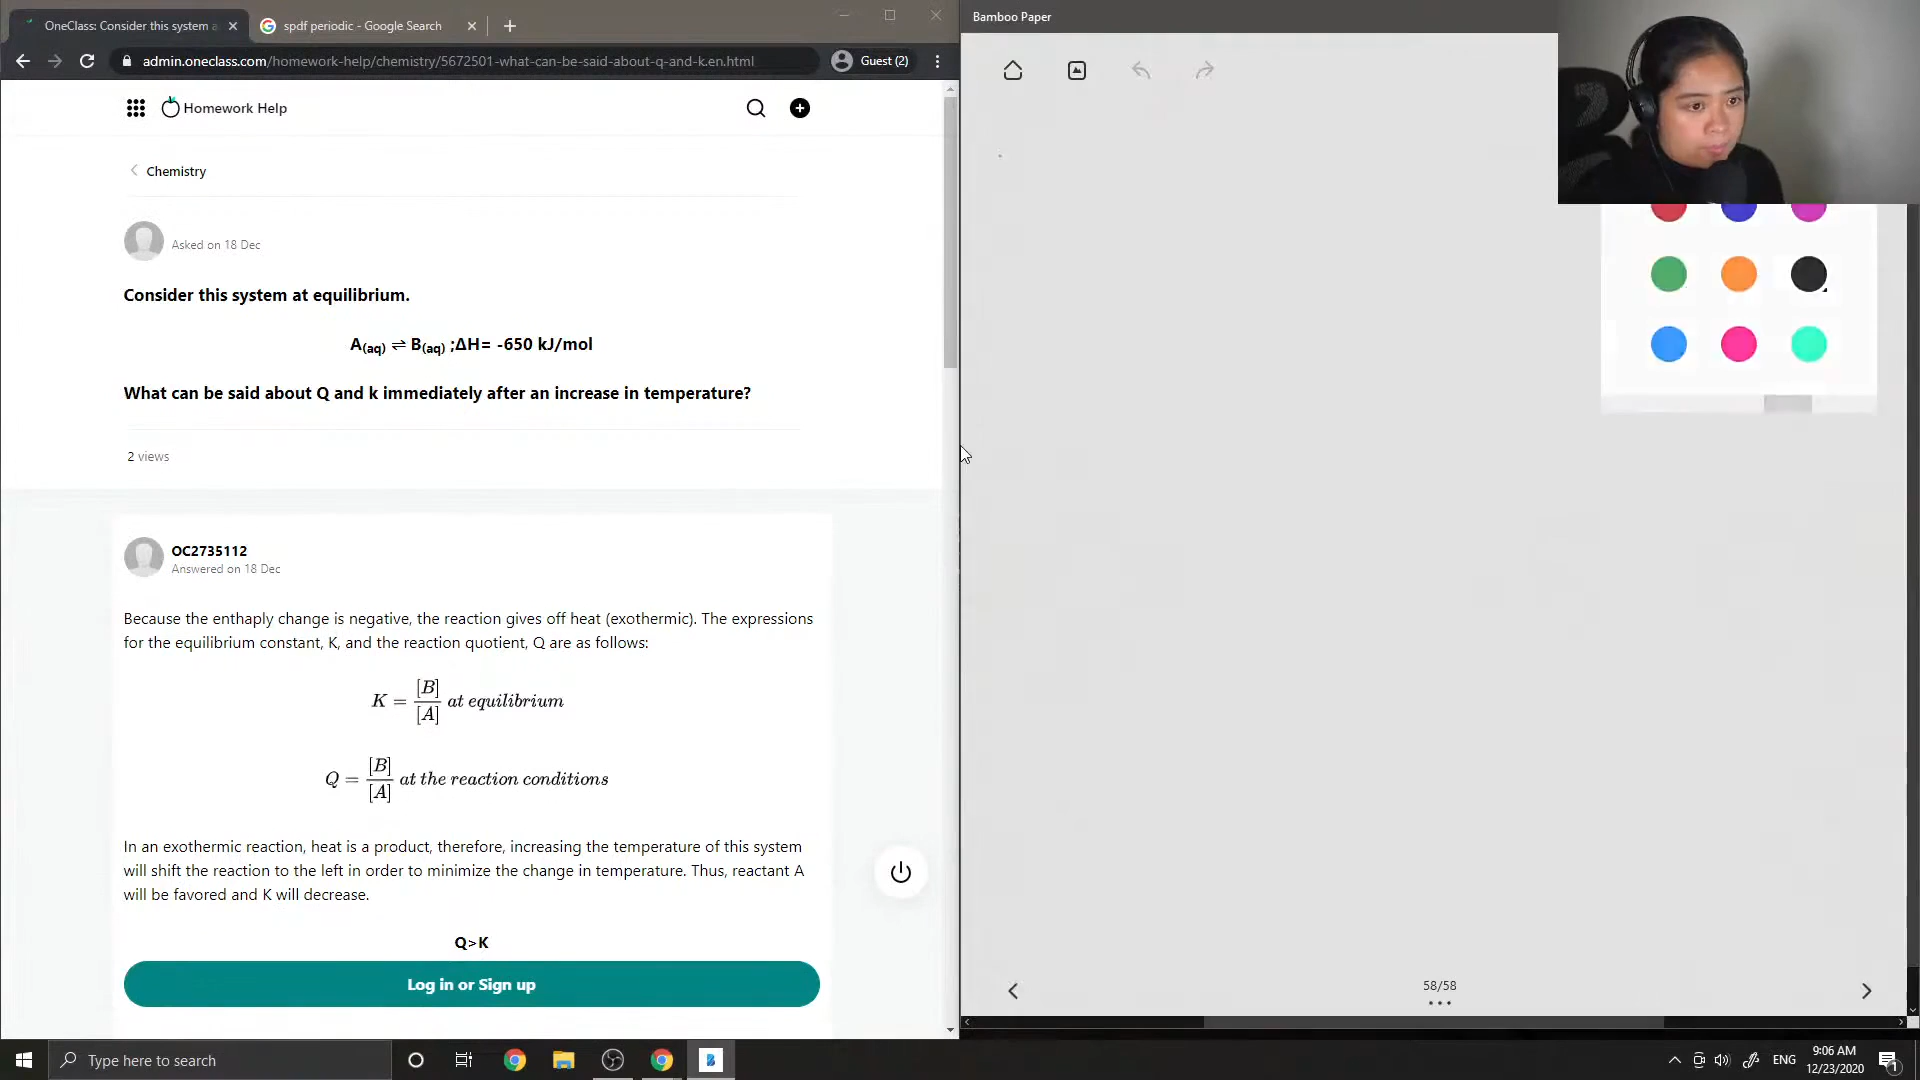 OneClass: Consider this system a
spdf periodic - Google Search
Bamboo Paper
admin.oneclass.com/homework-help/chemistry/5672501-what-can-be-said-about-q-and-k.en.html
Guest (2)
Homework Help
Chemistry
Asked on 18 Dec
Consider this system at equilibrium.
A(aq) ⇌ B(aq) ;ΔH= -650 kJ/mol
What can be said about Q and k immediately after an increase in temperature?
2 views
OC2735112
Answered on 18 Dec
Because the enthaply change is negative, the reaction gives off heat (exothermic). The expressions
for the equilibrium constant, K, and the reaction quotient, Q are as follows:
K = [B]/[A] at equilibrium
Q = [B]/[A] at the reaction conditions
In an exothermic reaction, heat is a product, therefore, increasing the temperature of this system
will shift the reaction to the left in order to minimize the change in temperature. Thus, reactant A
will be favored and K will decrease.
Q>K
Log in or Sign up
58/58
Type here to search
ENG
9:06 AM
12/23/2020
1